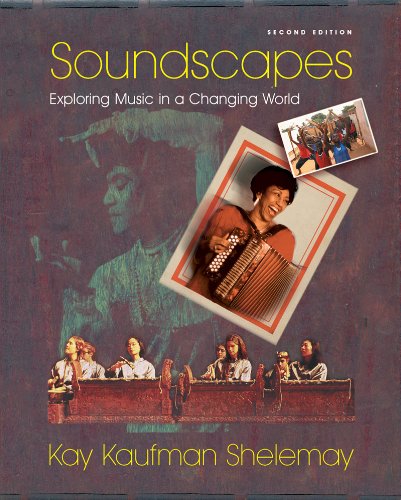 SECOND EDITION
Soundscapes
Exploring Music in a Changing World
Kay Kaufman Shelemay